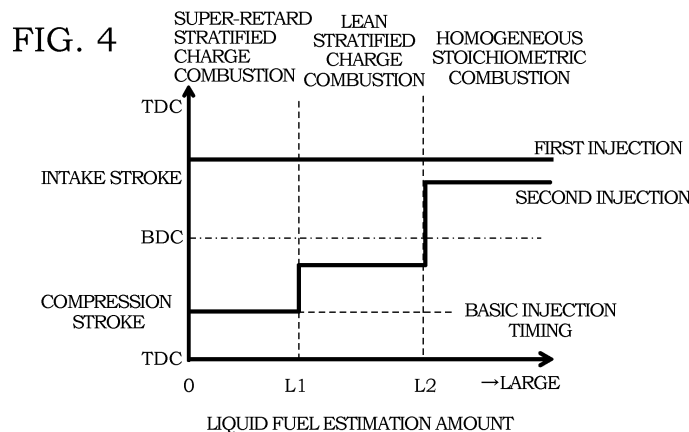 FIG. 4
SUPER-RETARD
STRATIFIED
CHARGE
COMBUSTION
LEAN
STRATIFIED
CHARGE
COMBUSTION
HOMOGENEOUS
STOICHIOMETRIC
COMBUSTION
TDC
FIRST INJECTION
INTAKE STROKE
SECOND INJECTION
BDC
COMPRESSION
STROKE
BASIC INJECTION
TIMING
TDC
0
L1
L2
→LARGE
LIQUID FUEL ESTIMATION AMOUNT